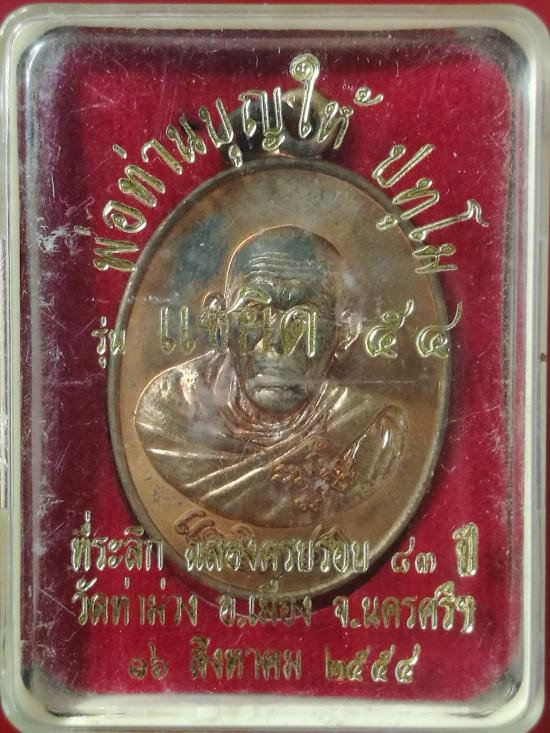 พ่อท่านบุญให้ ปทุโม
รุ่น แซยิด ๕๔
ที่ระลึก ฉลองครบรอบ ๘๓ ปี
วัดท่าม่วง อ.เมือง จ.นครศรีฯ
๑๖ สิงหาคม ๒๕๕๔